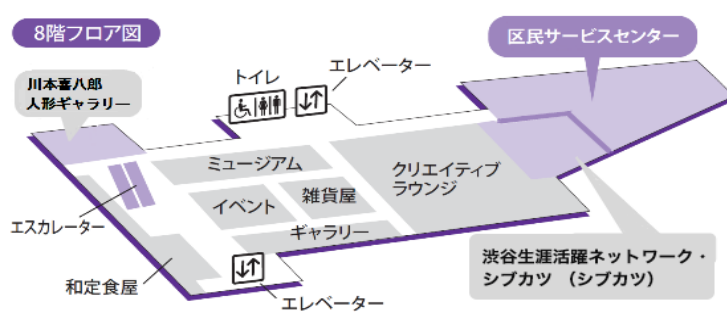 8階フロア図
区民サービスセンター
川本喜八郎
人形ギャラリー
トイレ
エレベーター
ミュージアム
クリエイティブ
ラウンジ
イベント
雑貨屋
エスカレーター
ギャラリー
和定食屋
エレベーター
渋谷生涯活躍ネットワーク・
シブカツ （シブカツ）